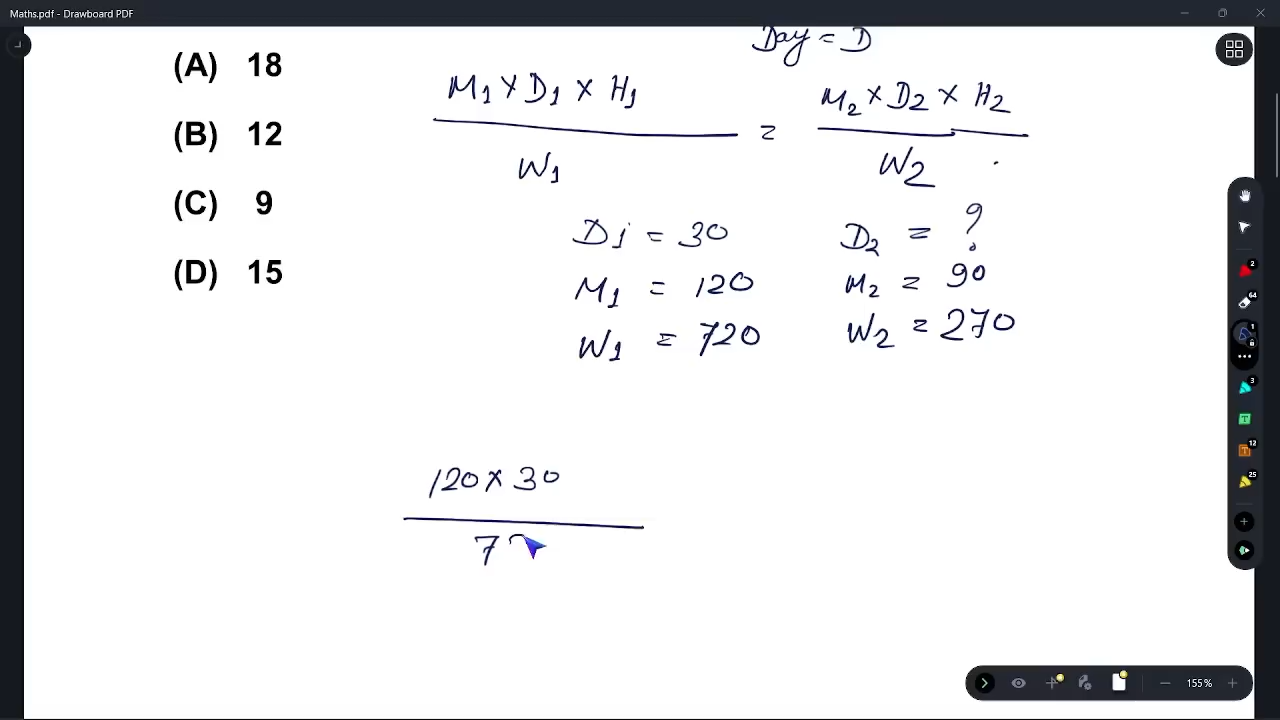 Maths.pdf - Drawboard PDF
Day = D
(A) 18
M1 × D1 × H1 / W1 = M2 × D2 × H2 / W2
(B) 12
(C) 9
D1 = 30 D2 = ?
(D) 15
M1 = 120 M2 = 90
W1 = 720 W2 = 270
120 × 30
72
155%